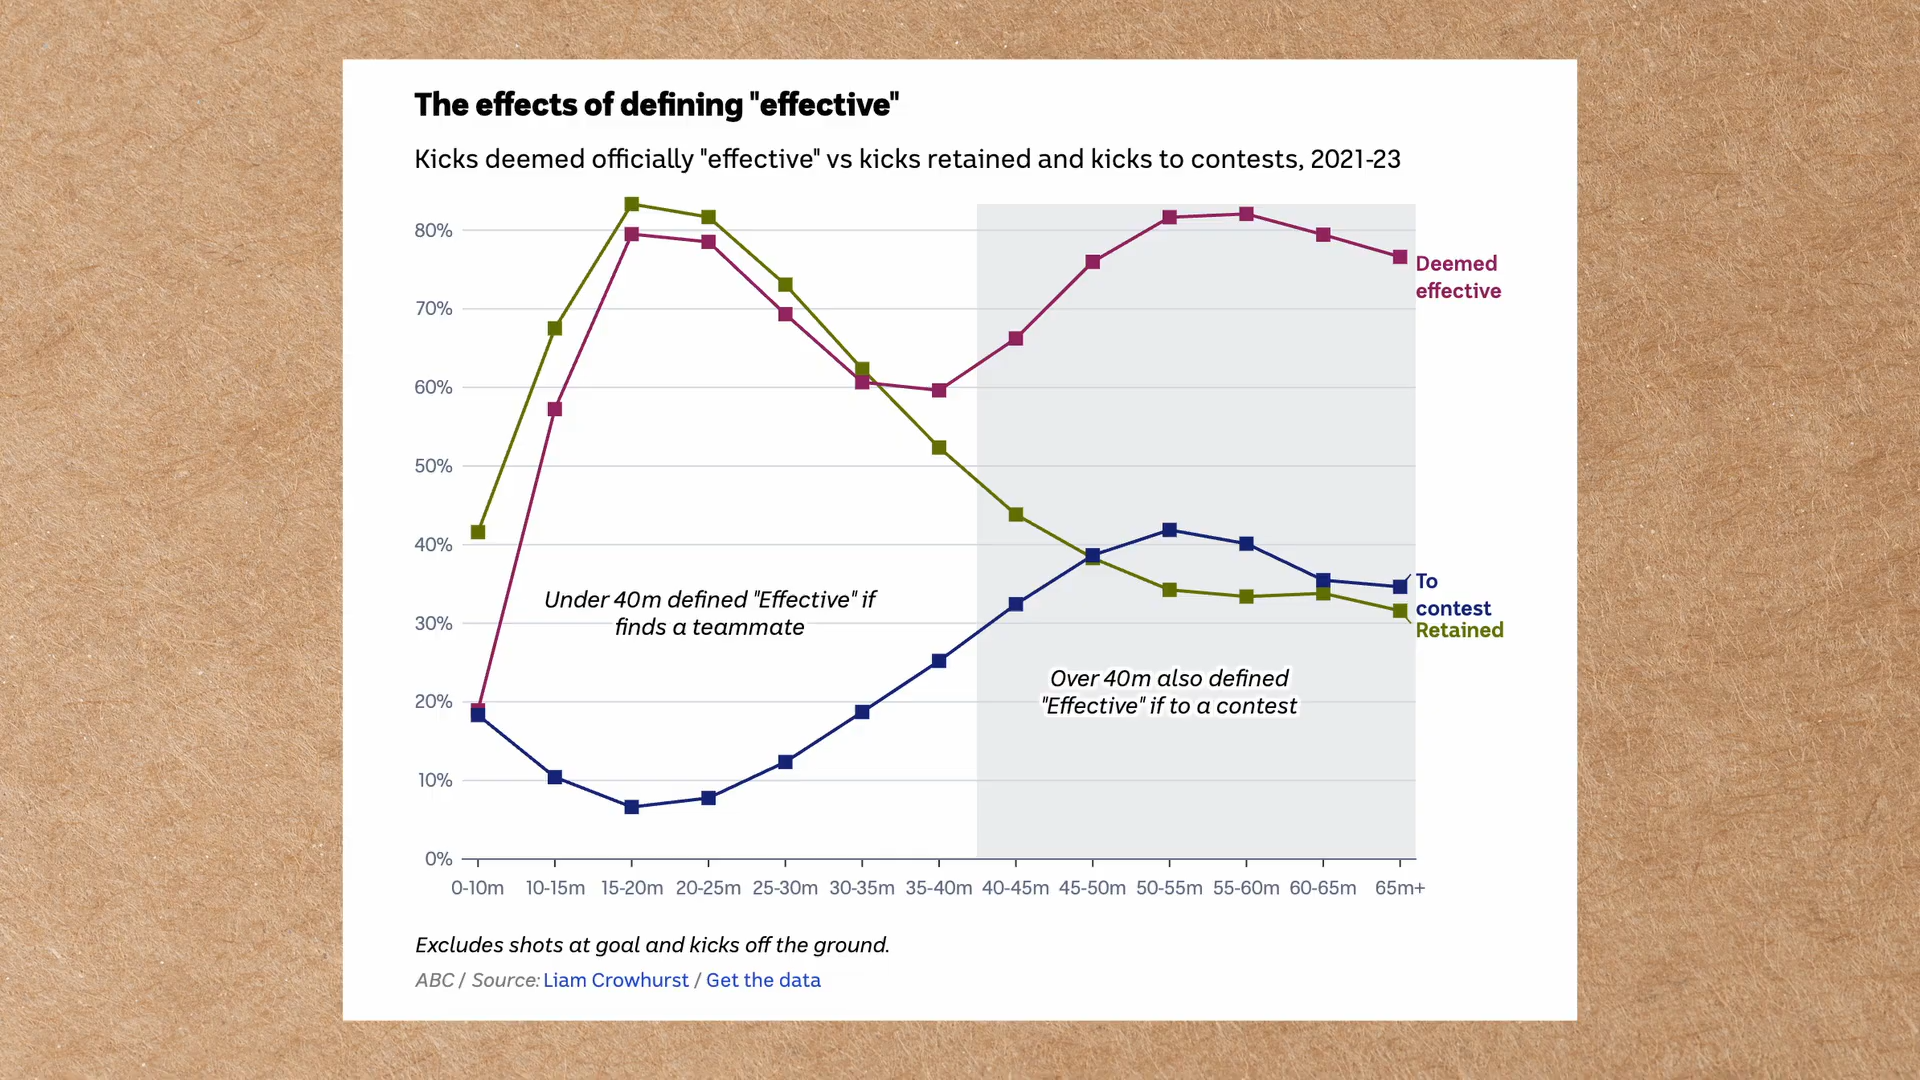 The effects of defining "effective"
Kicks deemed officially "effective" vs kicks retained and kicks to contests, 2021-23
80%
70%
60%
50%
40%
30%
20%
10%
0%
Deemed
effective
To
contest
Retained
Under 40m defined "Effective" if
finds a teammate
Over 40m also defined
"Effective" if to a contest
0-10m 10-15m 15-20m 20-25m 25-30m 30-35m 35-40m 40-45m 45-50m 50-55m 55-60m 60-65m 65m+
Excludes shots at goal and kicks off the ground.
ABC / Source: Liam Crowhurst / Get the data